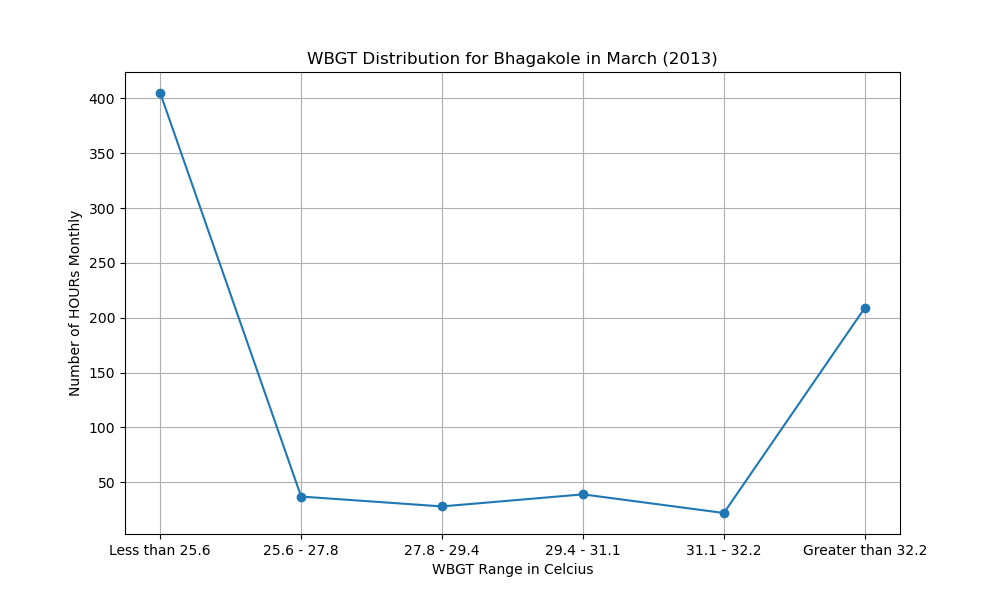 WBGT Distribution for Bhagakole in March (2013)
Number of HOURs Monthly
400
350
300
250
200
150
100
50
Less than 25.6
25.6 - 27.8
27.8 - 29.4
29.4 - 31.1
31.1 - 32.2
Greater than 32.2
WBGT Range in Celcius